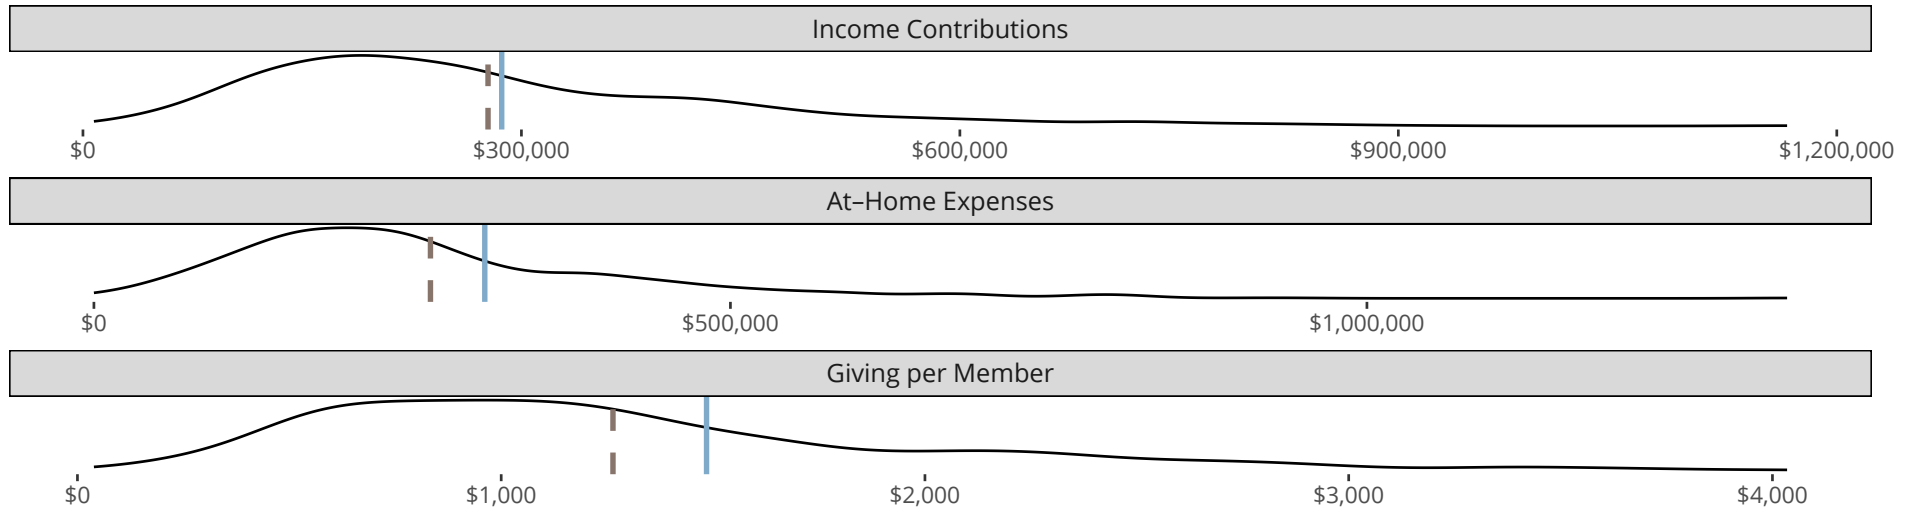 Income Contributions
$0 $300,000 $600,000 $900,000 $1,200,000
At–Home Expenses
$0 $500,000 $1,000,000
Giving per Member
$0 $1,000 $2,000 $3,000 $4,000